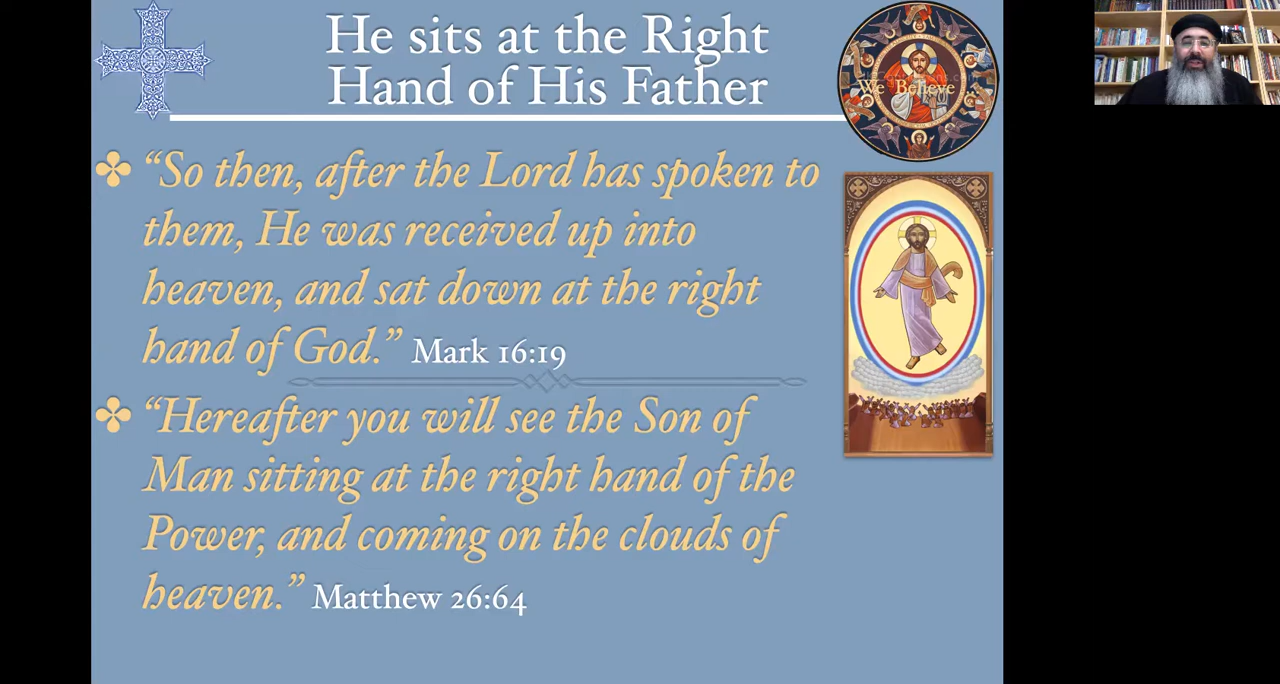 He sits at the Right
Hand of His Father
We Believe ...
“So then, after the Lord has spoken to
them, He was received up into
heaven, and sat down at the right
hand of God.” Mark 16:19
“Hereafter you will see the Son of
Man sitting at the right hand of the
Power, and coming on the clouds of
heaven.” Matthew 26:64